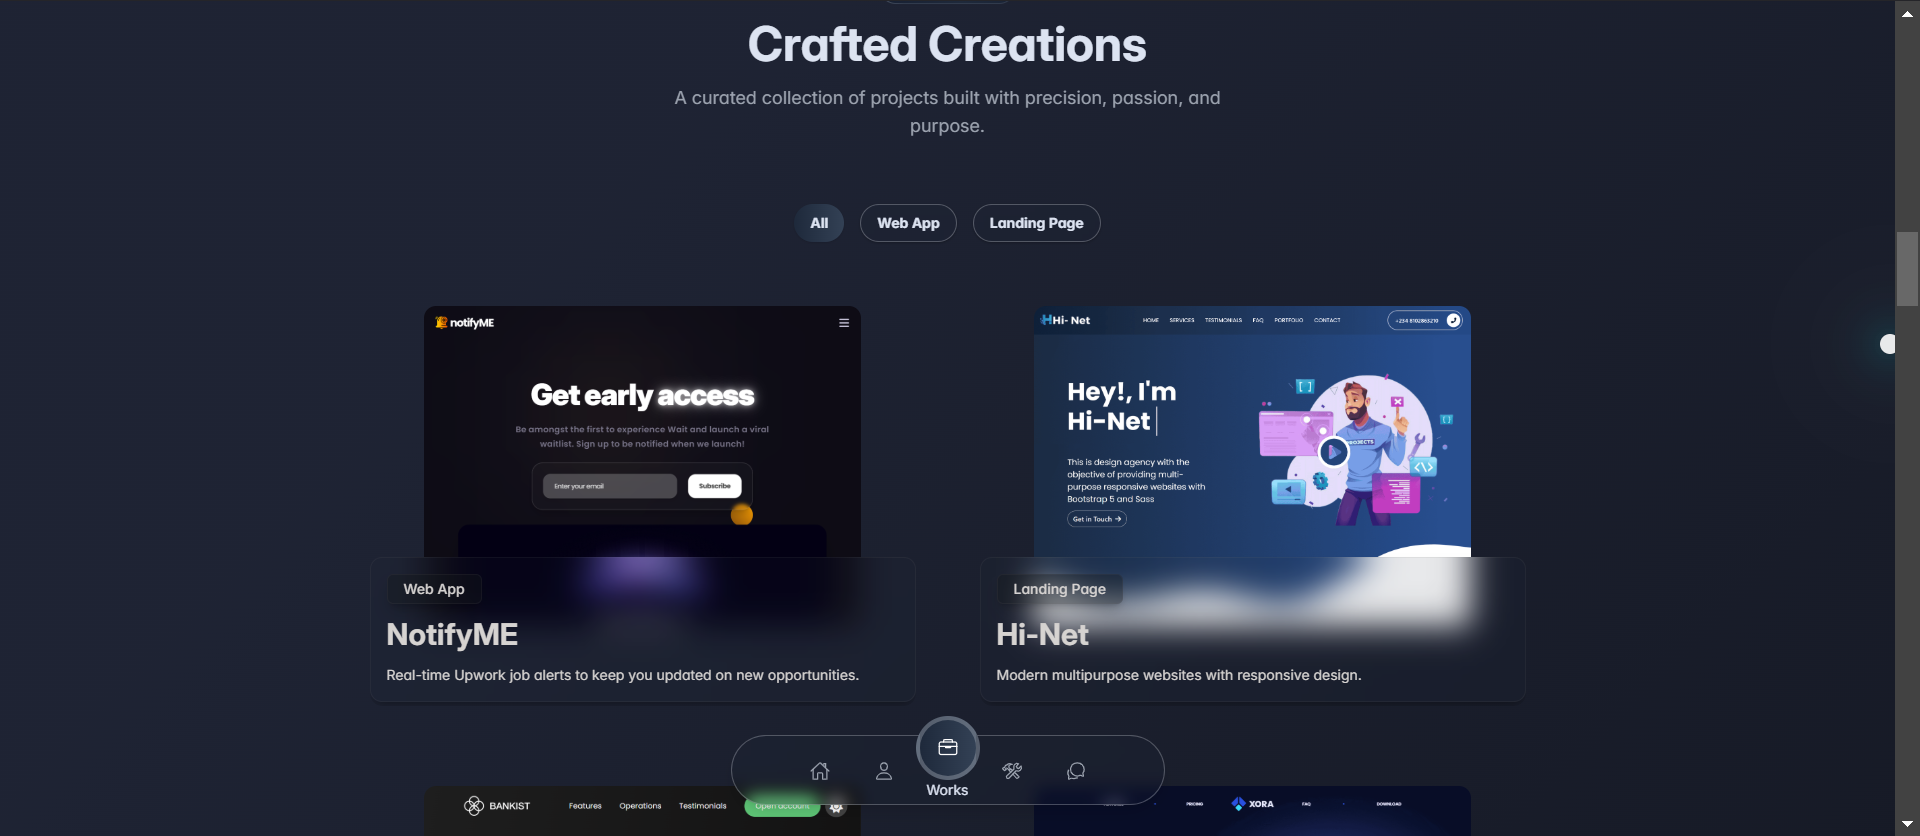 Crafted Creations
A curated collection of projects built with precision, passion, and
purpose.
All
Web App
Landing Page
notifyME
Get early access
Be amongst the first to experience Wait and launch a viral
waitlist. Sign up to be notified when we launch!
Enter your email
Subscribe
Web App
NotifyME
Real-time Upwork job alerts to keep you updated on new opportunities.
Hi- Net
HOME SERVICES TESTIMONIALS FAQ PORTFOLIO CONTACT
+234 8102863210
Hey!, I'm
Hi-Net
This is design agency with the
objective of providing multi-
purpose responsive websites with
Bootstrap 5 and Sass
Get in Touch
PROJECTS
Landing Page
Hi-Net
Modern multipurpose websites with responsive design.
Works
BANKIST
Features Operations Testimonials Open account
PRICING XORA FAQ DOWNLOAD